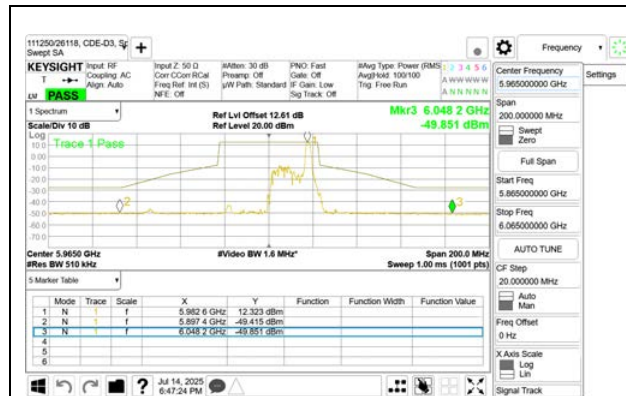 111250/26118, CDE-D3, Sp
Swept SA
Frequency
KEYSIGHT
Input: RF
Coupling: AC
Align: Auto
Input Z: 50 Ω
Corr CCorr RCal
Freq Ref: Int (S)
NFE: Off
#Atten: 30 dB
Preamp: Off
µW Path: Standard
PNO: Fast
Gate: Off
IF Gain: Low
Sig Track: Off
#Avg Type: Power (RMS)
Avg|Hold: 100/100
Trig: Free Run
1 2 3 4 5 6
A W W W W W
A N N N N N
T
LXI
PASS
1 Spectrum
Scale/Div 10 dB
Ref Lvl Offset 12.61 dB
Ref Level 20.00 dBm
Mkr3 6.048 2 GHz
-49.851 dBm
Log
Trace 1 Pass
10.0
0.00
-10.0
-20.0
-30.0
-40.0
-50.0
-60.0
-70.0
2
3
Center 5.9650 GHz
#Res BW 510 kHz
#Video BW 1.6 MHz*
Span 200.0 MHz
Sweep 1.00 ms (1001 pts)
5 Marker Table
Mode Trace Scale X Y Function Function Width Function Value
1 N 1 f 5.982 6 GHz 12.323 dBm
2 N 1 f 5.897 4 GHz -49.415 dBm
3 N 1 f 6.048 2 GHz -49.851 dBm
4
5
6
Jul 14, 2025
6:47:24 PM
Center Frequency
5.965000000 GHz
Settings
Span
200.000000 MHz
Swept
Zero
Full Span
Start Freq
5.865000000 GHz
Stop Freq
6.065000000 GHz
AUTO TUNE
CF Step
20.000000 MHz
Auto
Man
Freq Offset
0 Hz
X Axis Scale
Log
Lin
Signal Track